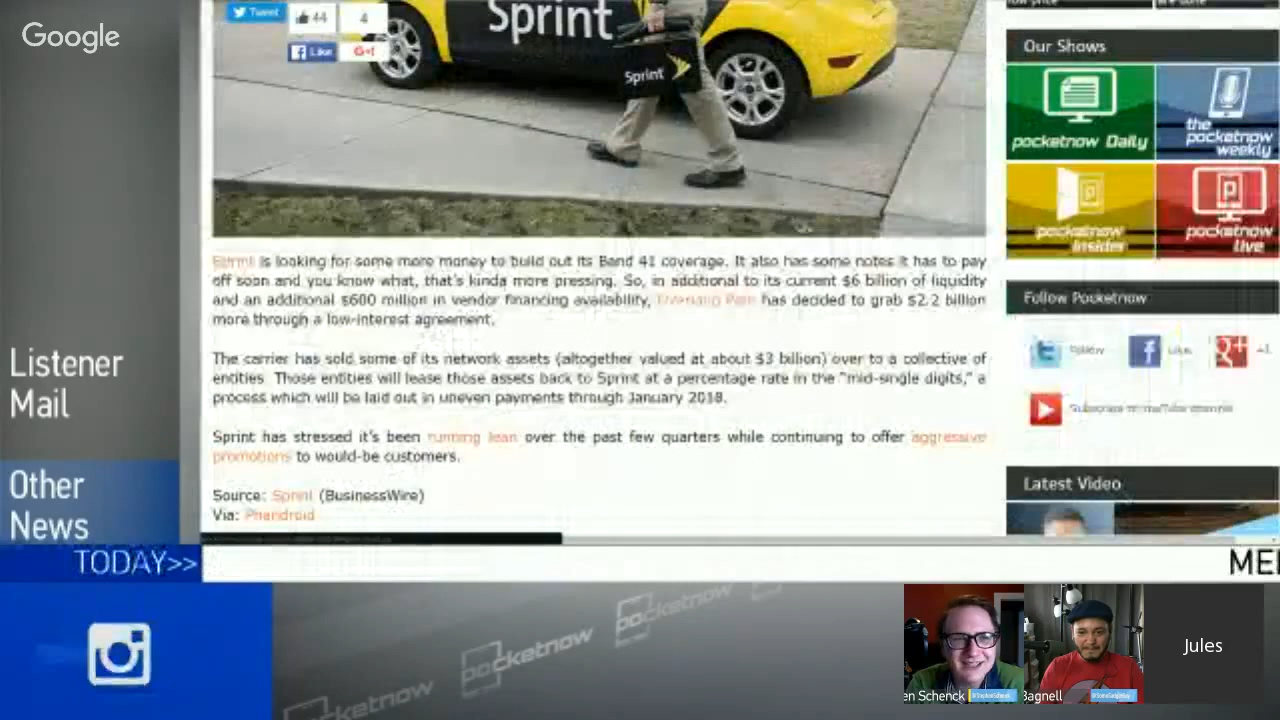 Google
Tweet
44
4
Like
G+1
Sprint
Sprint
Our Shows
pocketnow Daily
the
pocketnow
weekly
pocketnow
insider
pocketnow
live
Sprint is looking for some more money to build out its Band 41 coverage. It also has some notes it has to pay
off soon and you know what, that's kinda more pressing. So, in additional to its current $6 billion of liquidity
and an additional $600 million in vendor financing availability, has decided to grab $2.2 billion
more through a low-interest agreement.
The carrier has sold some of its network assets (altogether valued at about $3 billion) over to a collective of
entities. Those entities will lease those assets back to Sprint at a percentage rate in the "mid-single digits," a
process which will be laid out in uneven payments through January 2018.
Sprint has stressed it's been running lean over the past few quarters while continuing to offer aggressive
promotions to would-be customers.
Source: Sprint (BusinessWire)
Via: Phandroid
Follow Pocketnow
Follow
Like
+1
Latest Video
Listener
Mail
Other
News
TODAY>>
MEI
pocketnow
pocketnow
pocketnow
en Schenck
Bagnell
Jules